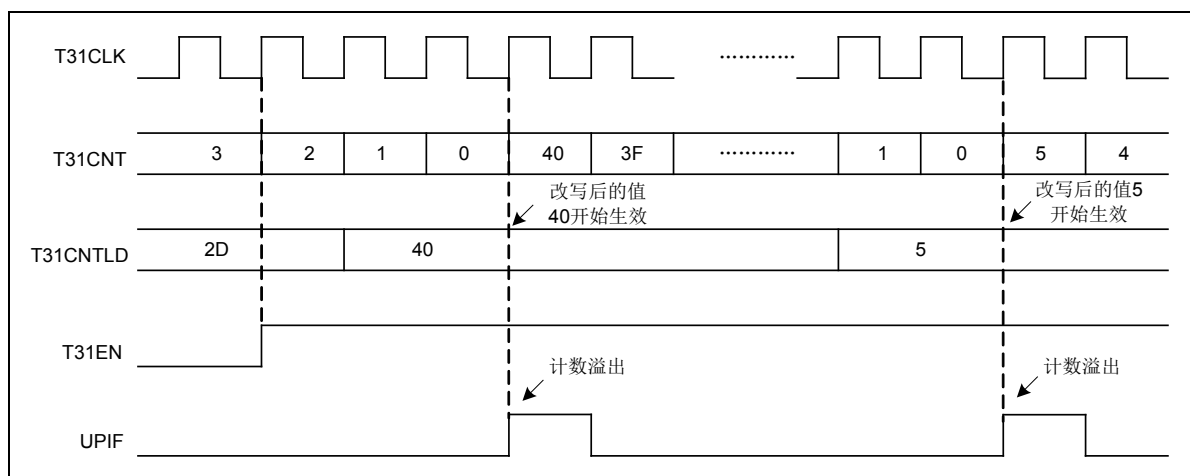 T31CLK
…………
T31CNT
3 2 1 0 40 3F ………… 1 0 5 4
改写后的值
40开始生效
改写后的值5
开始生效
T31CNTLD
2D 40 5
T31EN
计数溢出
计数溢出
UPIF